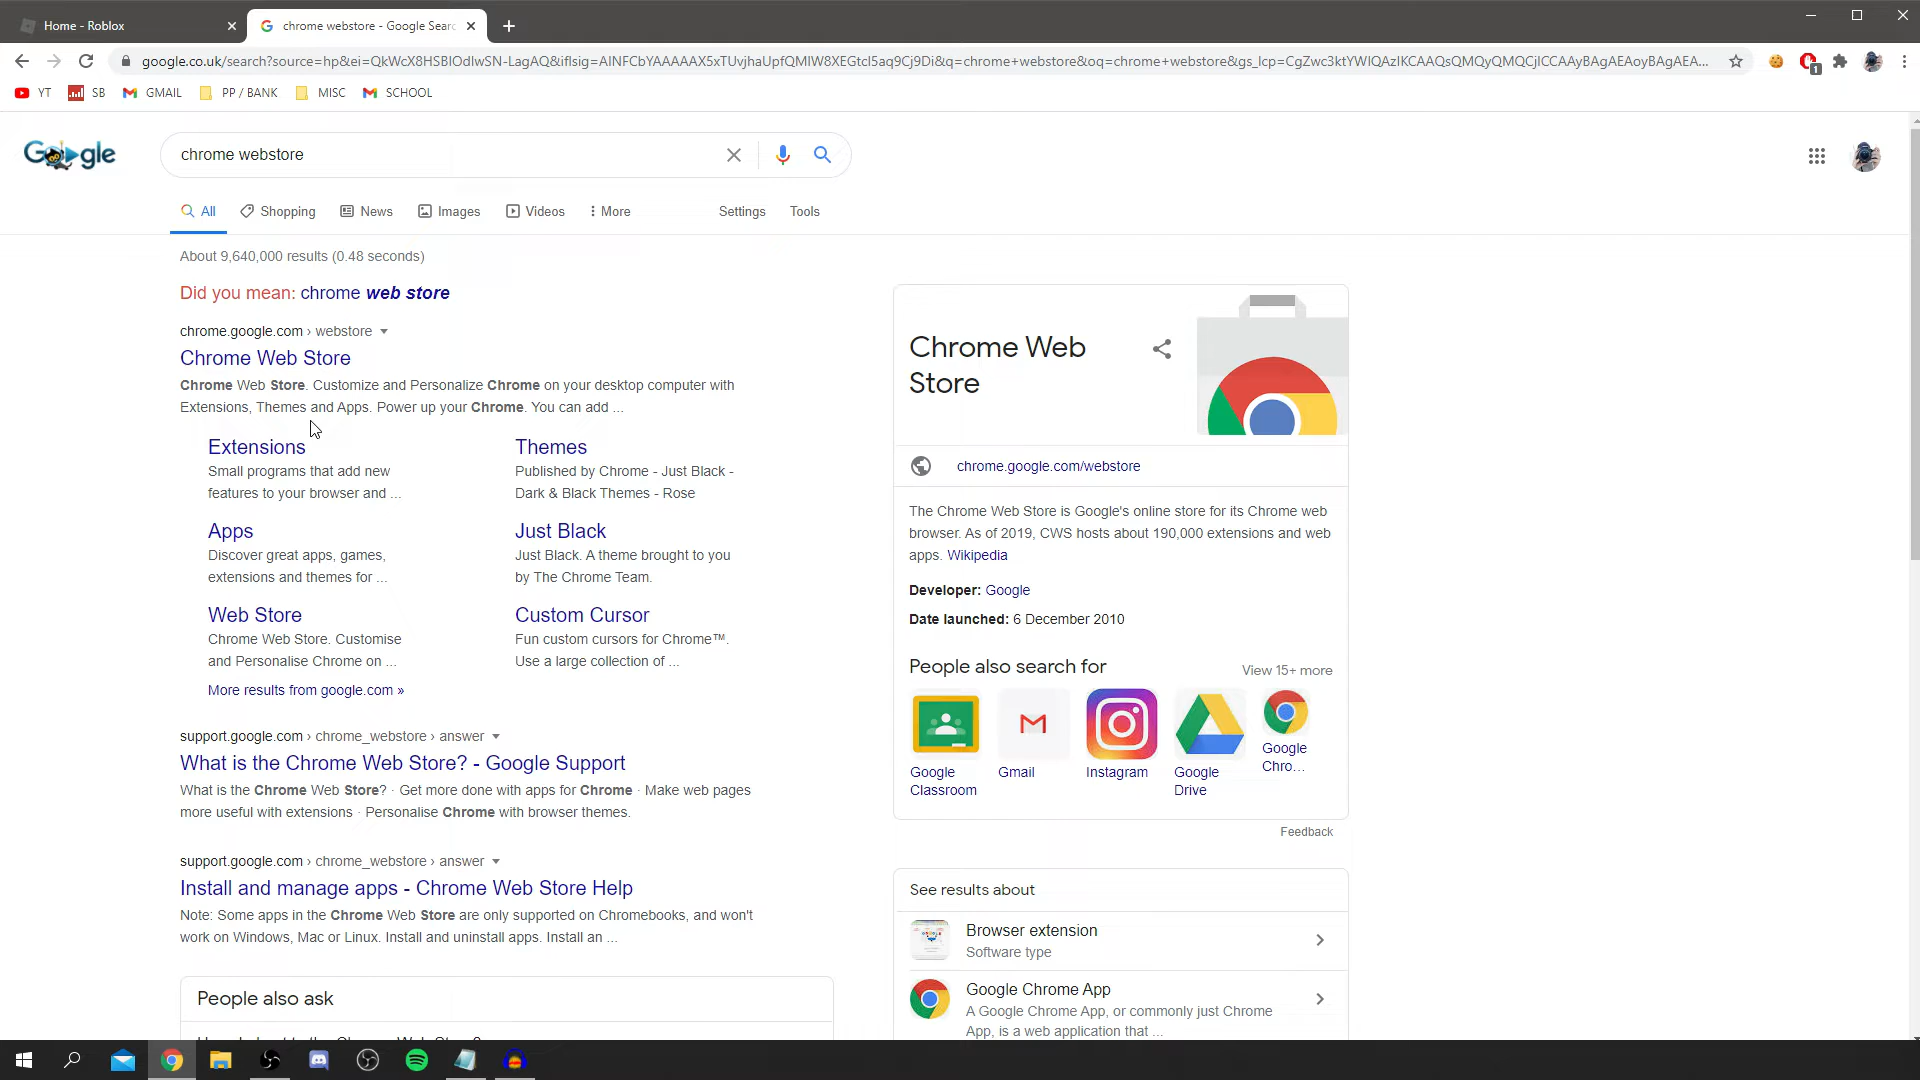 Home - Roblox
chrome webstore - Google Searc
google.co.uk/search?source=hp&ei=QkWcX8HSBIOdlwSN-LagAQ&iflsig=AINFCbYAAAAAX5xTUvjhaUpfQMIW8XEGtcI5aq9Cj9Di&q=chrome+webstore&oq=chrome+webstore&gs_lcp=CgZwc3ktYWIQAzIKCAAQsQMQyQMQCjICCAAyBAgAEAoyBAgAEA...
1
YT
SB
GMAIL
PP / BANK
MISC
SCHOOL
Google
chrome webstore
All
Shopping
News
Images
Videos
More
Settings
Tools
About 9,640,000 results (0.48 seconds)
Did you mean: chrome web store
chrome.google.com › webstore
Chrome Web Store
Chrome Web Store. Customize and Personalize Chrome on your desktop computer with
Extensions, Themes and Apps. Power up your Chrome. You can add ...
Extensions
Small programs that add new
features to your browser and ...
Themes
Published by Chrome - Just Black -
Dark & Black Themes - Rose
Apps
Discover great apps, games,
extensions and themes for ...
Just Black
Just Black. A theme brought to you
by The Chrome Team.
Web Store
Chrome Web Store. Customise
and Personalise Chrome on ...
Custom Cursor
Fun custom cursors for Chrome™.
Use a large collection of ...
More results from google.com »
support.google.com › chrome_webstore › answer
What is the Chrome Web Store? - Google Support
What is the Chrome Web Store? · Get more done with apps for Chrome · Make web pages
more useful with extensions · Personalise Chrome with browser themes.
support.google.com › chrome_webstore › answer
Install and manage apps - Chrome Web Store Help
Note: Some apps in the Chrome Web Store are only supported on Chromebooks, and won't
work on Windows, Mac or Linux. Install and uninstall apps. Install an ...
People also ask
Chrome Web
Store
chrome.google.com/webstore
The Chrome Web Store is Google's online store for its Chrome web
browser. As of 2019, CWS hosts about 190,000 extensions and web
apps. Wikipedia
Developer: Google
Date launched: 6 December 2010
People also search for
View 15+ more
Google
Classroom
Gmail
Instagram
Google
Drive
Google
Chro...
Feedback
See results about
Browser extension
Software type
Google Chrome App
A Google Chrome App, or commonly just Chrome
App, is a web application that ...